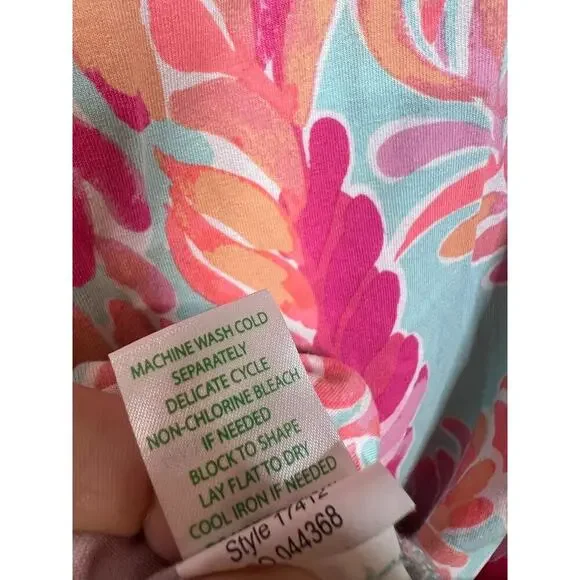 MACHINE WASH COLD
SEPARATELY
DELICATE CYCLE
NON-CHLORINE BLEACH
IF NEEDED
BLOCK TO SHAPE
LAY FLAT TO DRY
COOL IRON IF NEEDED
Style 17412
044368